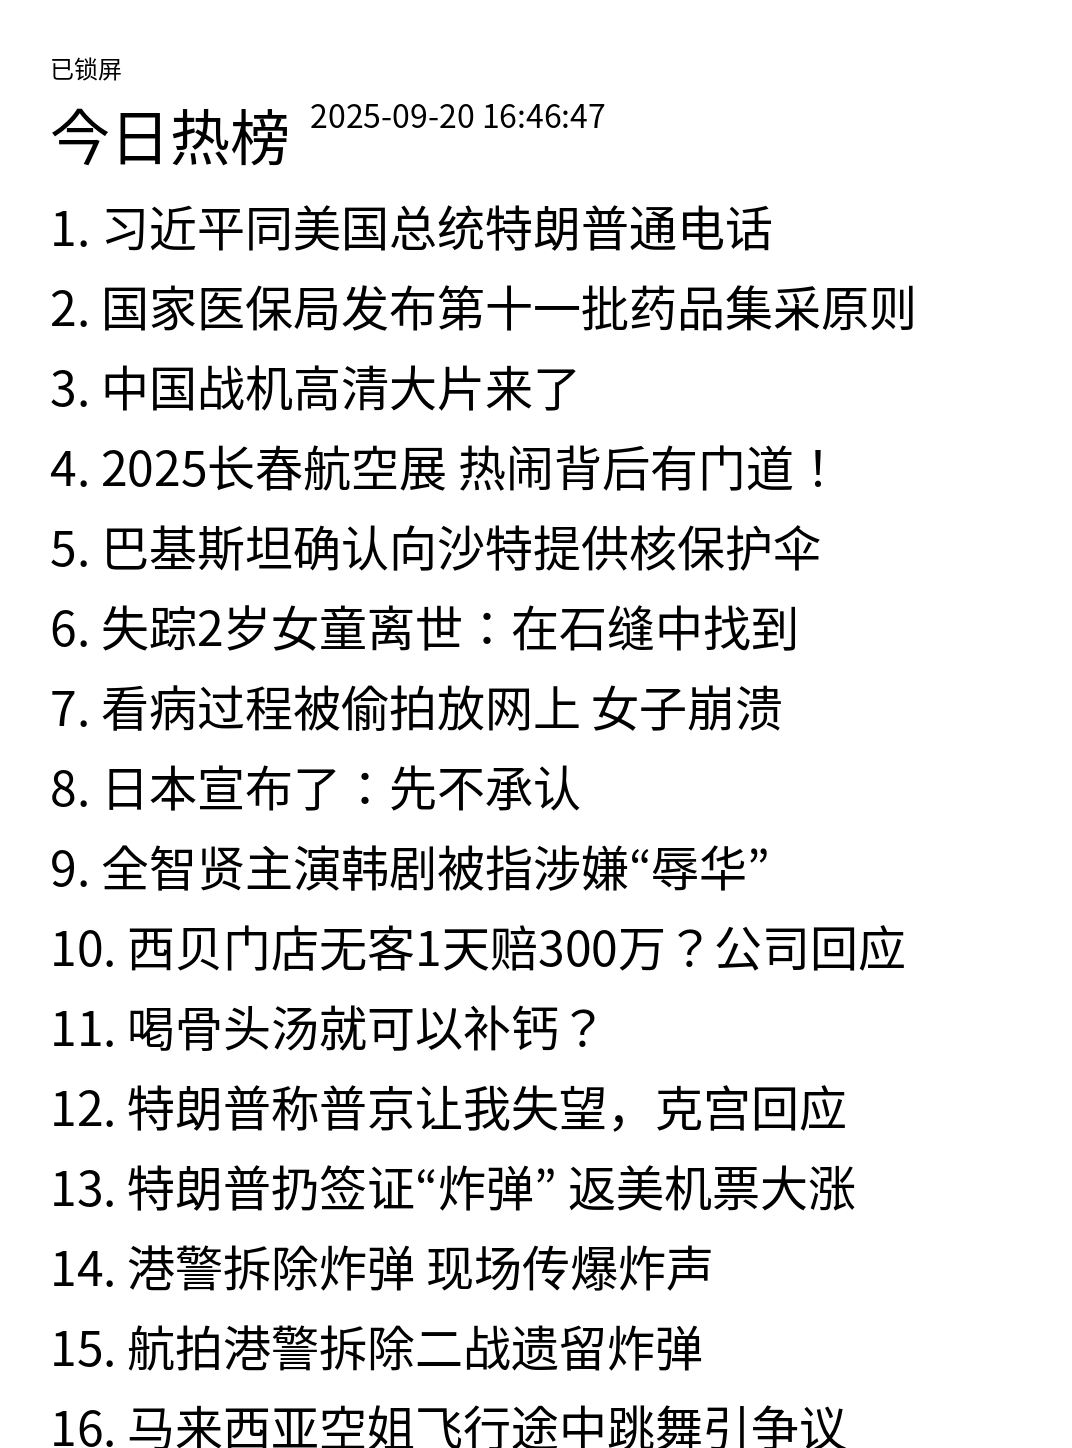 已锁屏
今日热榜 2025-09-20 16:46:47
1. 习近平同美国总统特朗普通电话
2. 国家医保局发布第十一批药品集采原则
3. 中国战机高清大片来了
4. 2025长春航空展 热闹背后有门道！
5. 巴基斯坦确认向沙特提供核保护伞
6. 失踪2岁女童离世：在石缝中找到
7. 看病过程被偷拍放网上 女子崩溃
8. 日本宣布了：先不承认
9. 全智贤主演韩剧被指涉嫌“辱华”
10. 西贝门店无客1天赔300万？公司回应
11. 喝骨头汤就可以补钙？
12. 特朗普称普京让我失望，克宫回应
13. 特朗普扔签证“炸弹” 返美机票大涨
14. 港警拆除炸弹 现场传爆炸声
15. 航拍港警拆除二战遗留炸弹
16. 马来西亚空姐飞行途中跳舞引争议